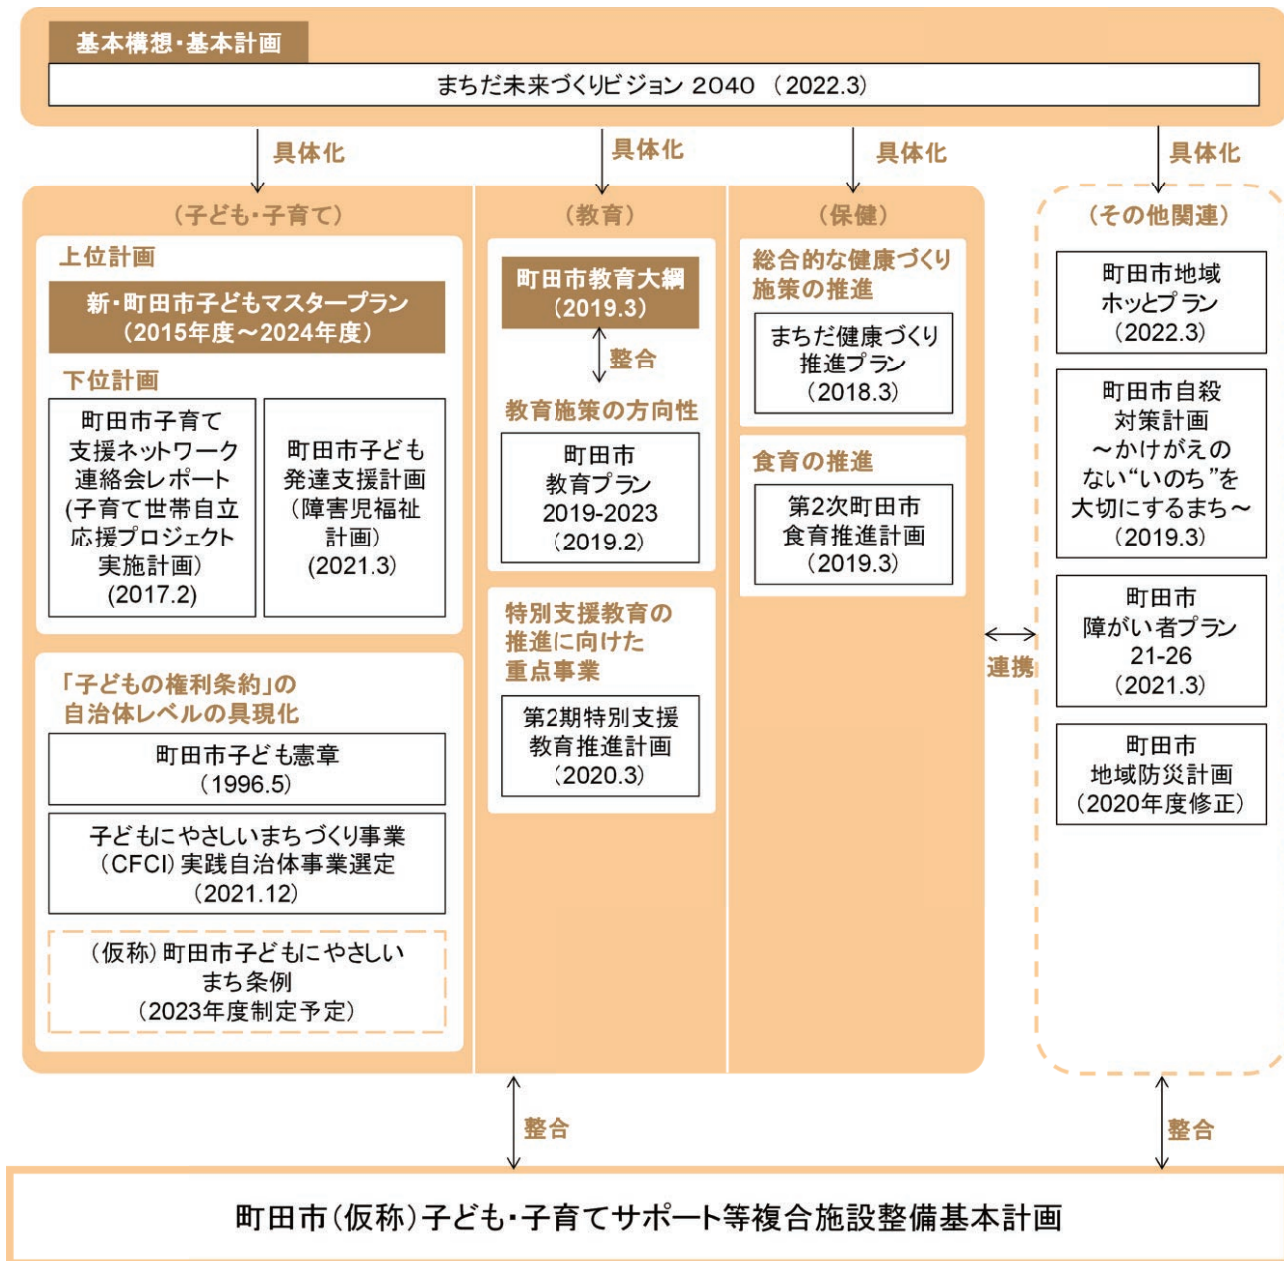 基本構想・基本計画
まちだ未来づくりビジョン 2040 (2022.3)
具体化
具体化
具体化
具体化
(子ども・子育て)
上位計画
新・町田市子どもマスタープラン
(2015年度～2024年度)
下位計画
町田市子育て
支援ネットワーク
連絡会レポート
(子育て世帯自立
応援プロジェクト
実施計画)
(2017.2)
町田市子ども
発達支援計画
(障害児福祉
計画)
(2021.3)
「子どもの権利条約」の
自治体レベルの具現化
町田市子ども憲章
(1996.5)
子どもにやさしいまちづくり事業
(CFCI)実践自治体事業選定
(2021.12)
(仮称)町田市子どもにやさしい
まち条例
(2023年度制定予定)
(教育)
町田市教育大綱
(2019.3)
整合
教育施策の方向性
町田市
教育プラン
2019-2023
(2019.2)
特別支援教育の
推進に向けた
重点事業
第2期特別支援
教育推進計画
(2020.3)
(保健)
総合的な健康づくり
施策の推進
まちだ健康づくり
推進プラン
(2018.3)
食育の推進
第2次町田市
食育推進計画
(2019.3)
連携
(その他関連)
町田市地域
ホッとプラン
(2022.3)
町田市自殺
対策計画
～かけがえの
ない“いのち”を
大切にするまち～
(2019.3)
町田市
障がい者プラン
21-26
(2021.3)
町田市
地域防災計画
(2020年度修正)
整合
整合
町田市(仮称)子ども・子育てサポート等複合施設整備基本計画